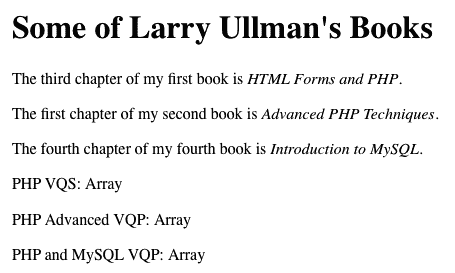 Some of Larry Ullman's Books
The third chapter of my first book is HTML Forms and PHP.
The first chapter of my second book is Advanced PHP Techniques.
The fourth chapter of my fourth book is Introduction to MySQL.
PHP VQS: Array
PHP Advanced VQP: Array
PHP and MySQL VQP: Array